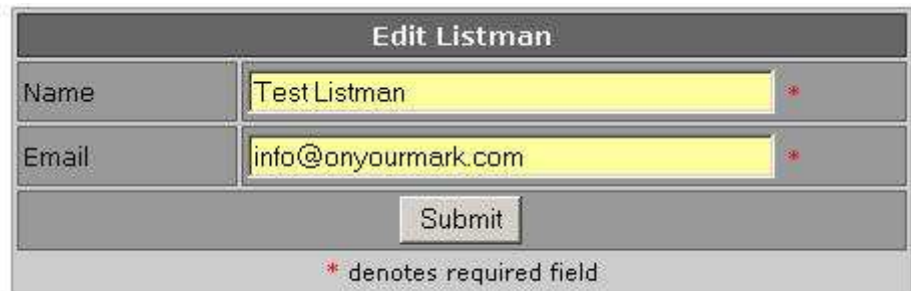 Edit Listman
Name Test Listman *
Email info@onyourmark.com *
Submit
* denotes required field